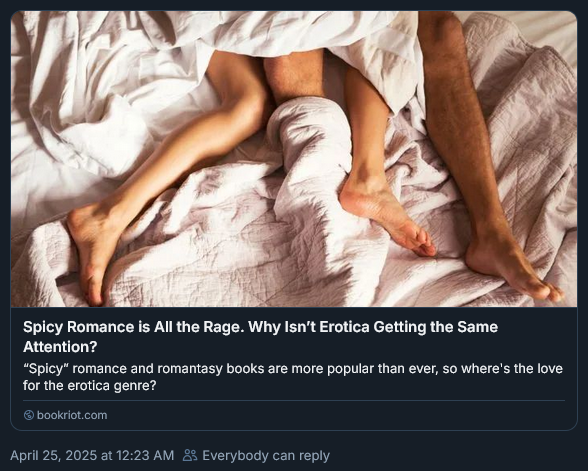 Spicy Romance is All the Rage. Why Isn’t Erotica Getting the Same
Attention?
“Spicy” romance and romantasy books are more popular than ever, so where's the love
for the erotica genre?
bookriot.com
April 25, 2025 at 12:23 AM Everybody can reply